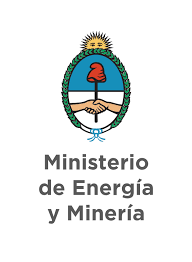 Ministerio
de Energía
y Minería